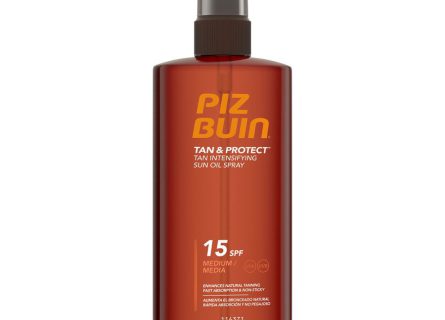 PIZ
BUIN
TAN & PROTECT™
TAN INTENSIFYING
SUN OIL SPRAY
15 SPF
MEDIUM /
MEDIA
ENHANCES NATURAL TANNING
FAST ABSORPTION & NON-STICKY
AUMENTA EL BRONCEADO NATURAL
RÁPIDA ABSORCIÓN Y NO PEGAJOSO